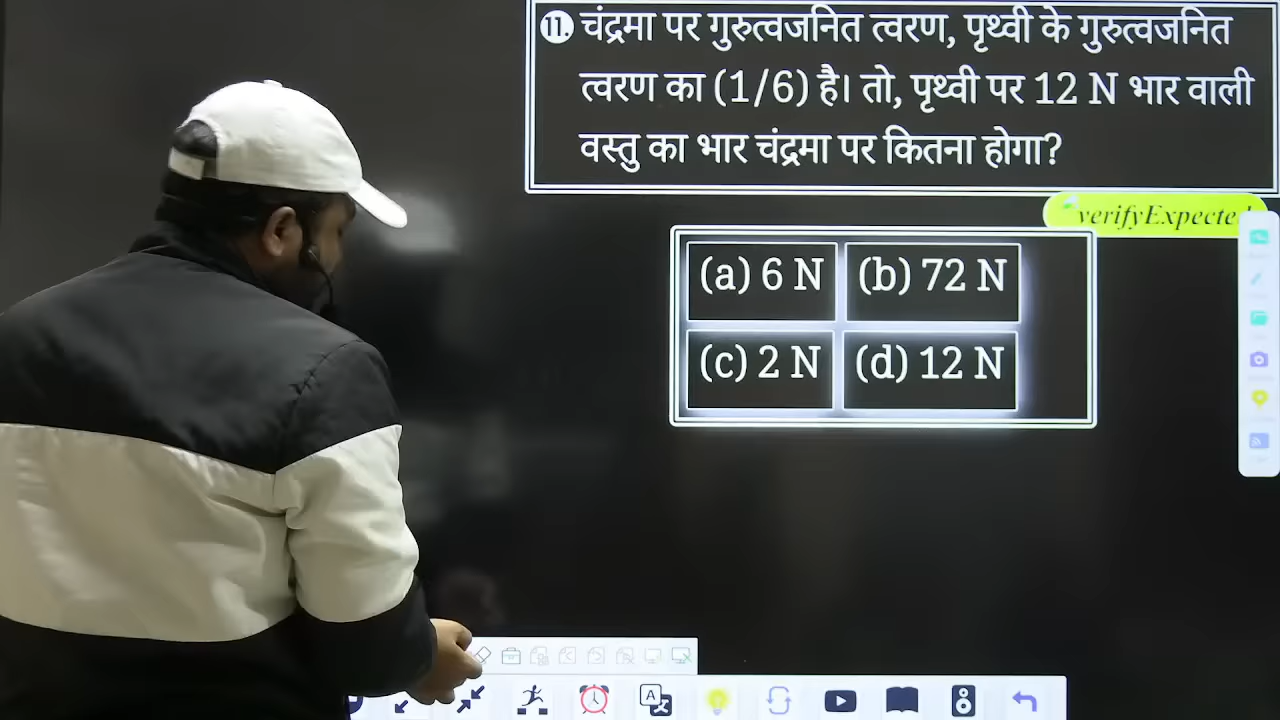 11. चंद्रमा पर गुरुत्वजनित त्वरण, पृथ्वी के गुरुत्वजनित
त्वरण का (1/6) है। तो, पृथ्वी पर 12 N भार वाली
वस्तु का भार चंद्रमा पर कितना होगा?
verifyExpected
(a) 6 N (b) 72 N
(c) 2 N (d) 12 N